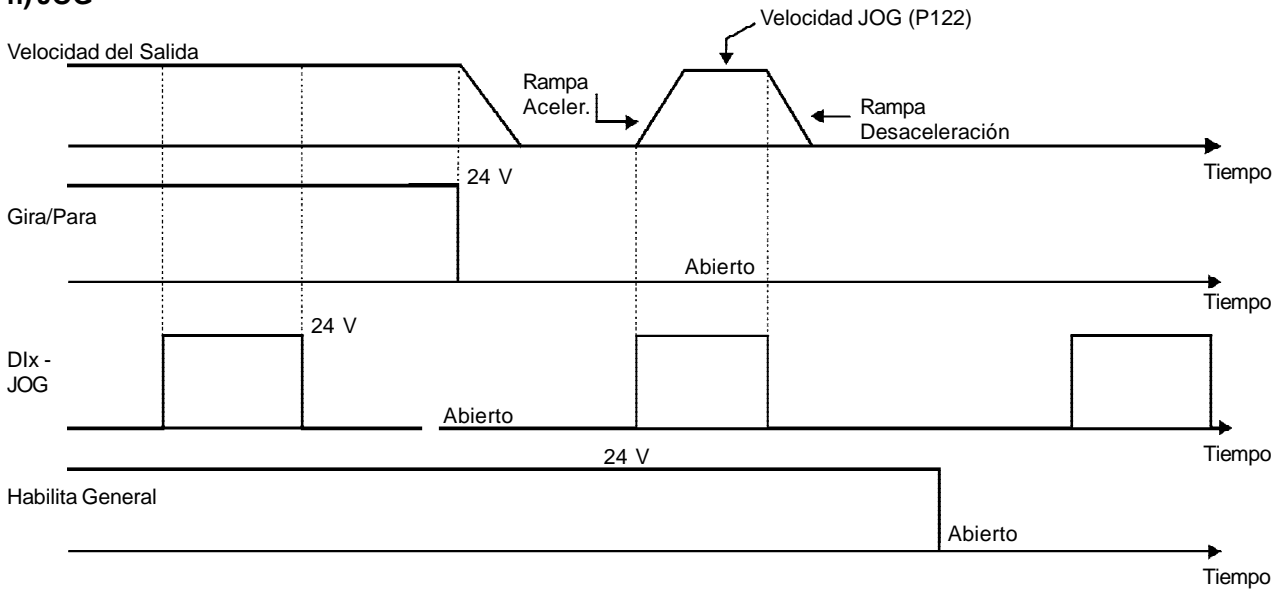 JOG
Velocidad JOG (P122)
Velocidad del Salida
Rampa
Aceler.
Rampa
Desaceleración
Tiempo
24 V
Gira/Para
Abierto
Tiempo
24 V
DIx -
JOG
Abierto
Tiempo
24 V
Habilita General
Abierto
Tiempo